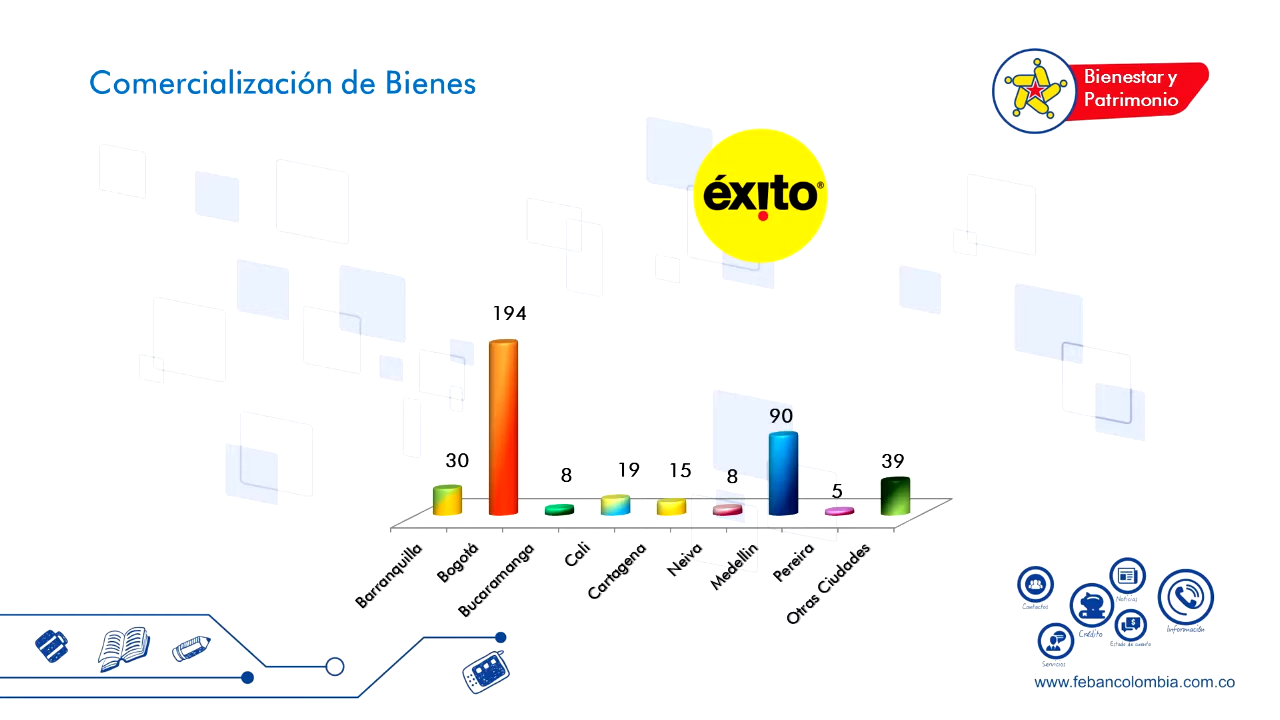 Comercialización de Bienes
Bienestar y
Patrimonio
éxito®
194
90
30
8
19
15
8
5
39
Barranquilla
Bogotá
Bucaramanga
Cali
Cartagena
Neiva
Medellin
Pereira
Otras Ciudades
Contactos
Noticias
Crédito
Información
Estado de cuenta
Servicios
www.febancolombia.com.co